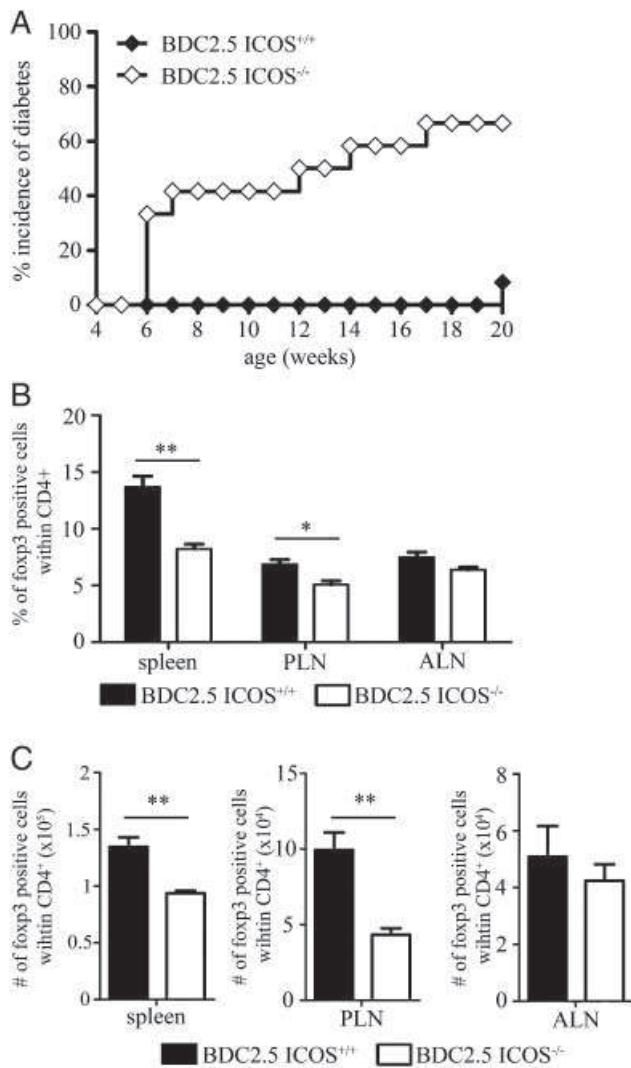 A
BDC2.5 ICOS+/+
BDC2.5 ICOS-/-
100
80
60
40
20
0
4 6 8 10 12 14 16 18 20
age (weeks)
% incidence of diabetes
B
% of foxp3 positive cells
within CD4+
20
15
10
5
0
**
*
spleen PLN ALN
BDC2.5 ICOS+/+ BDC2.5 ICOS-/-
C
# of foxp3 positive cells
wihtin CD4+ (x10⁵)
2
1.5
1
0.5
0
**
spleen
# of foxp3 positive cells
wihtin CD4+ (x10⁴)
15
10
5
0
**
PLN
# of foxp3 positive cells
wihtin CD4+ (x10⁴)
8
6
4
2
0
ALN
BDC2.5 ICOS+/+ BDC2.5 ICOS-/-